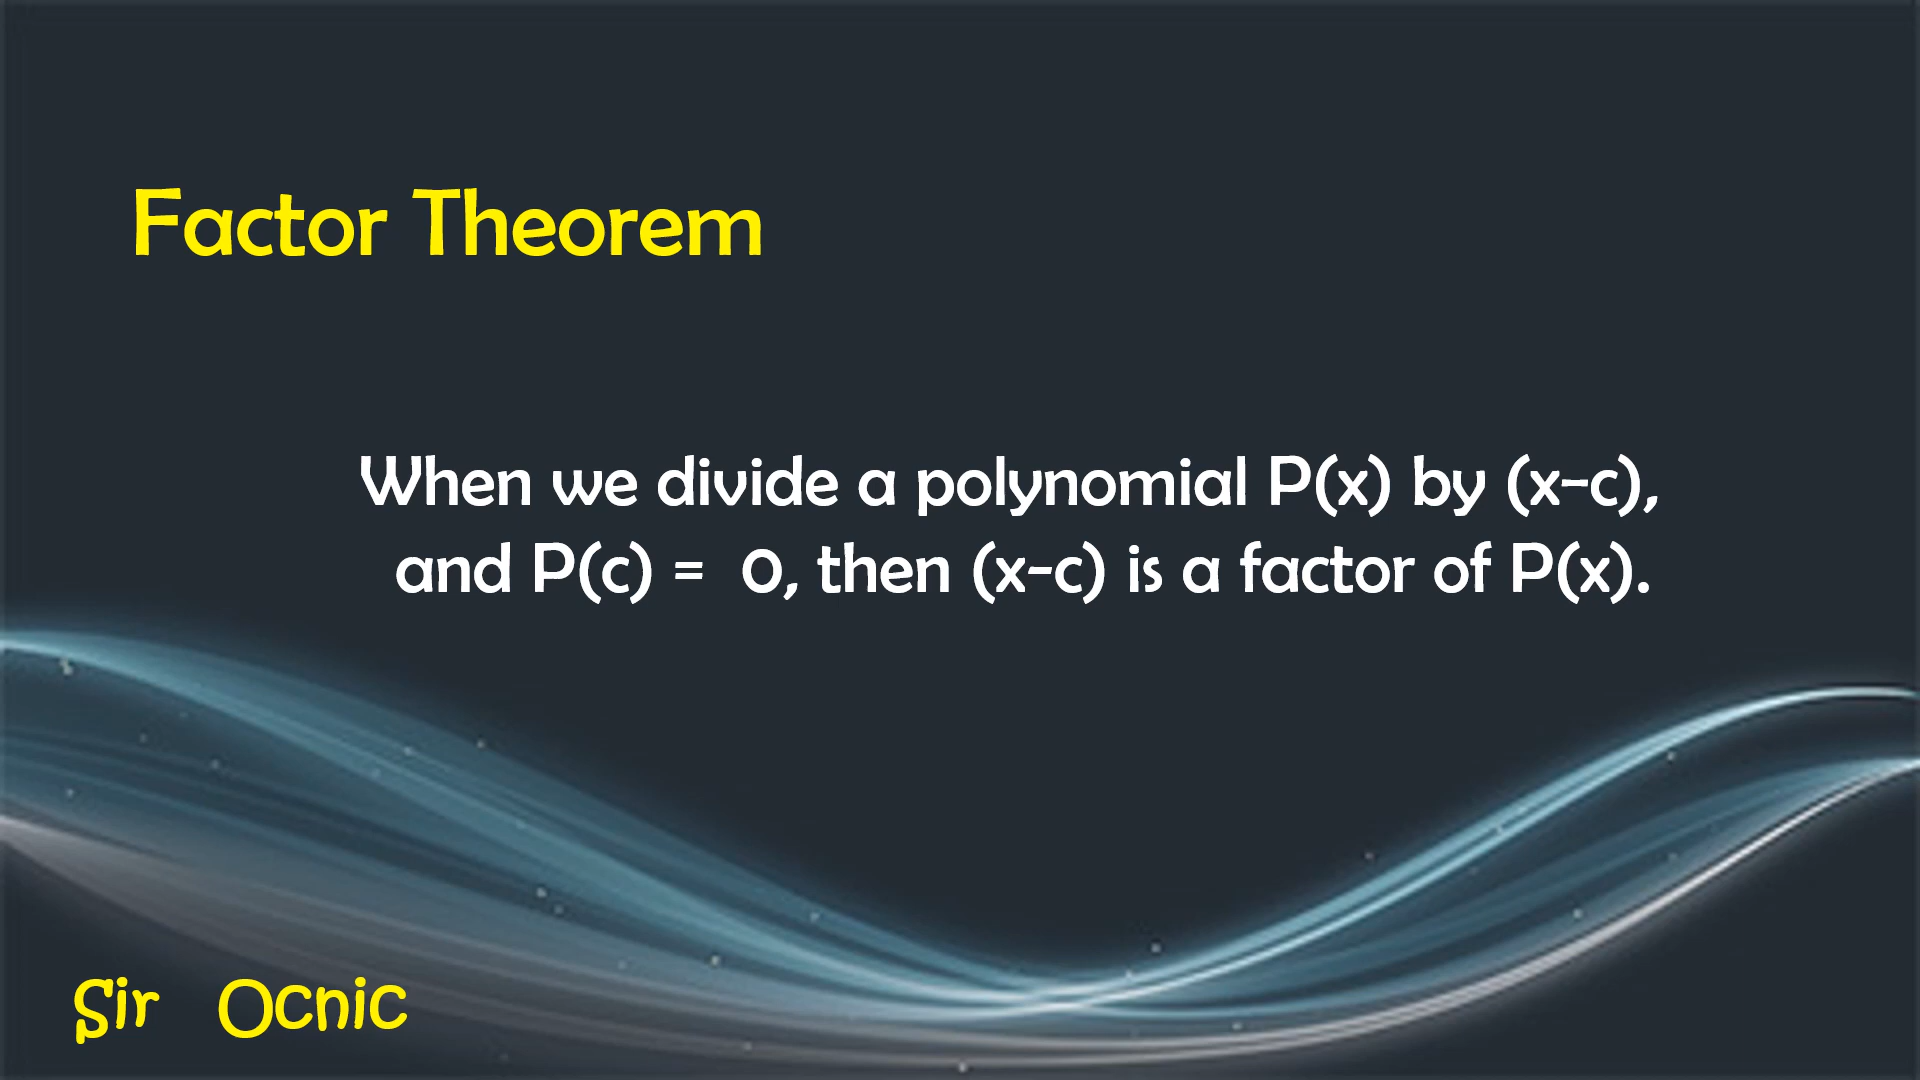 Factor Theorem
When we divide a polynomial P(x) by (x–c),
and P(c) = 0, then (x-c) is a factor of P(x).
Sir Ocnic